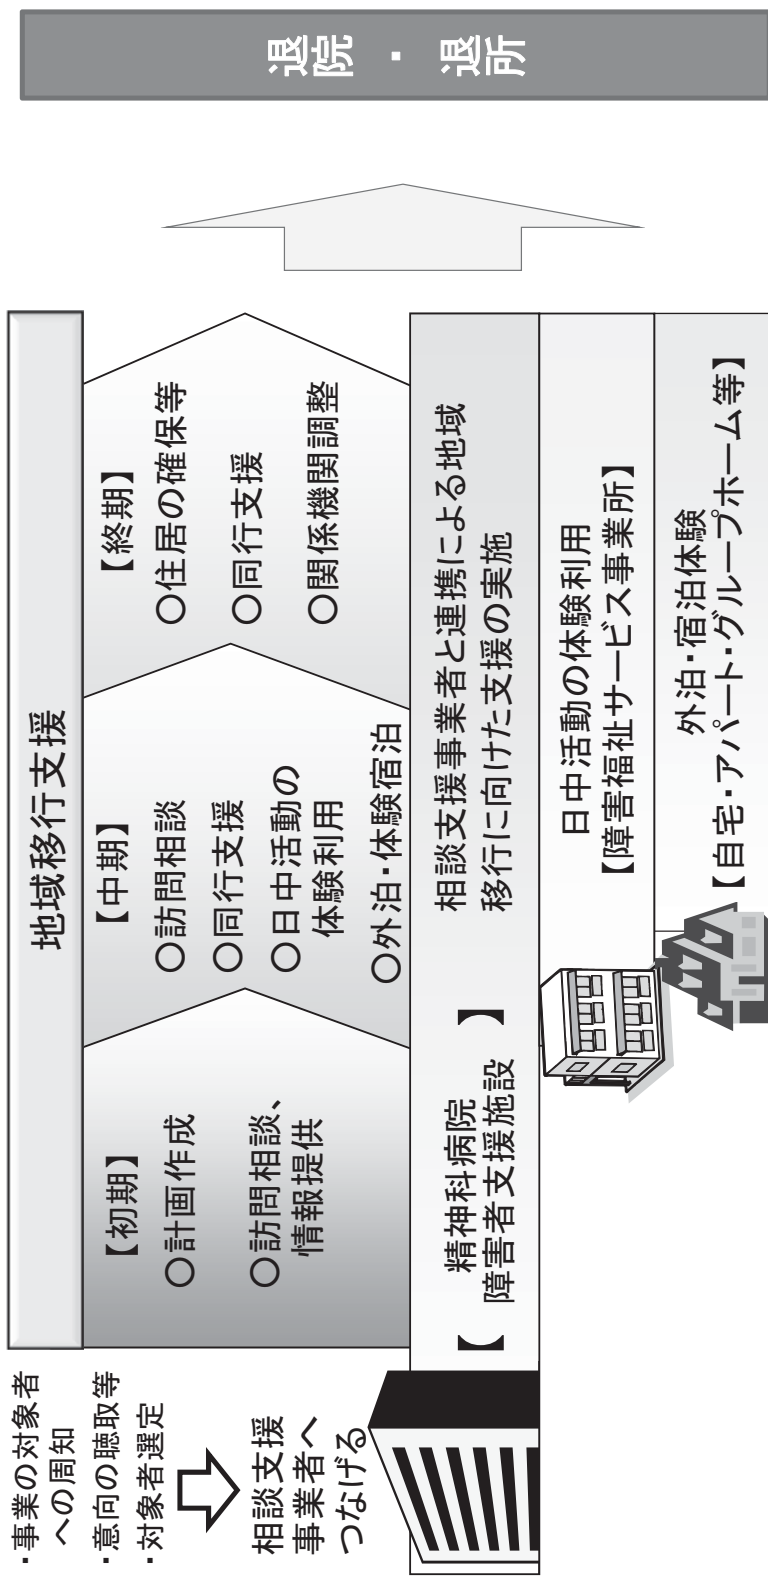 ・事業の対象者
への周知
・意向の聴取等
・対象者選定
相談支援
事業者へ
つなげる
地域移行支援
【初期】
〇計画作成
〇訪問相談、
情報提供
【中期】
〇訪問相談
〇同行支援
〇日中活動の
体験利用
〇外泊・体験宿泊
【終期】
〇住居の確保等
〇同行支援
〇関係機関調整
【精神科病院
障害者支援施設】
相談支援事業者と連携による地域
移行に向けた支援の実施
日中活動の体験利用
【障害福祉サービス事業所】
外泊・宿泊体験
【自宅・アパート・グループホーム等】
退院・退所